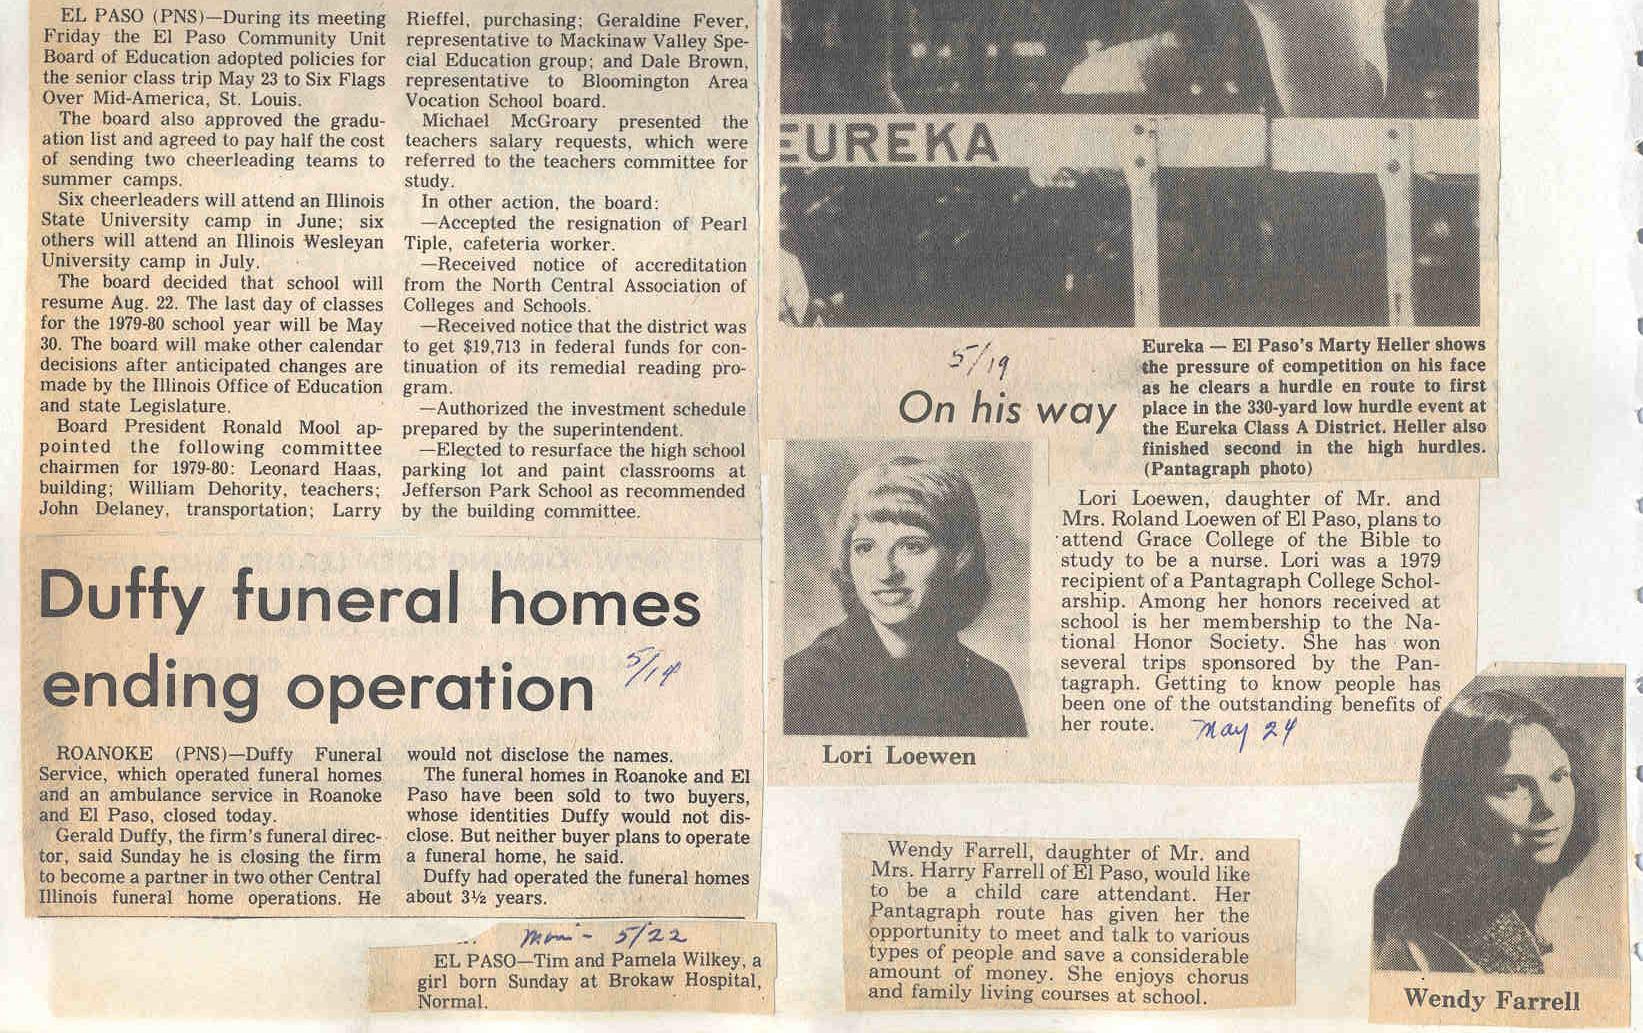 EL PASO (PNS)—During its meeting
Friday the El Paso Community Unit
Board of Education adopted policies for
the senior class trip May 23 to Six Flags
Over Mid-America, St. Louis.
The board also approved the gradu-
ation list and agreed to pay half the cost
of sending two cheerleading teams to
summer camps.
Six cheerleaders will attend an Illinois
State University camp in June; six
others will attend an Illinois Wesleyan
University camp in July.
The board decided that school will
resume Aug. 22. The last day of classes
for the 1979-80 school year will be May
30. The board will make other calendar
decisions after anticipated changes are
made by the Illinois Office of Education
and state Legislature.
Board President Ronald Mool ap-
pointed the following committee
chairmen for 1979-80: Leonard Haas,
building; William Dehority, teachers;
John Delaney, transportation; Larry
Rieffel, purchasing; Geraldine Fever,
representative to Mackinaw Valley Spe-
cial Education group; and Dale Brown,
representative to Bloomington Area
Vocation School board.
Michael McGroary presented the
teachers salary requests, which were
referred to the teachers committee for
study.
In other action, the board:
—Accepted the resignation of Pearl
Tiple, cafeteria worker.
—Received notice of accreditation
from the North Central Association of
Colleges and Schools.
—Received notice that the district was
to get $19,713 in federal funds for con-
tinuation of its remedial reading pro-
gram.
—Authorized the investment schedule
prepared by the superintendent.
—Elected to resurface the high school
parking lot and paint classrooms at
Jefferson Park School as recommended
by the building committee.
Duffy funeral homes
ending operation
5/14
ROANOKE (PNS)—Duffy Funeral
Service, which operated funeral homes
and an ambulance service in Roanoke
and El Paso, closed today.
Gerald Duffy, the firm's funeral direc-
tor, said Sunday he is closing the firm
to become a partner in two other Central
Illinois funeral home operations. He
would not disclose the names.
The funeral homes in Roanoke and El
Paso have been sold to two buyers,
whose identities Duffy would not dis-
close. But neither buyer plans to operate
a funeral home, he said.
Duffy had operated the funeral homes
about 3½ years.
5/22
EL PASO—Tim and Pamela Wilkey, a
girl born Sunday at Brokaw Hospital,
Normal.
EUREKA
5/19
On his way
Eureka — El Paso's Marty Heller shows
the pressure of competition on his face
as he clears a hurdle en route to first
place in the 330-yard low hurdle event at
the Eureka Class A District. Heller also
finished second in the high hurdles.
(Pantagraph photo)
Lori Loewen, daughter of Mr. and
Mrs. Roland Loewen of El Paso, plans to
attend Grace College of the Bible to
study to be a nurse. Lori was a 1979
recipient of a Pantagraph College Schol-
arship. Among her honors received at
school is her membership to the Na-
tional Honor Society. She has won
several trips sponsored by the Pan-
tagraph. Getting to know people has
been one of the outstanding benefits of
her route.
May 24
Lori Loewen
Wendy Farrell, daughter of Mr. and
Mrs. Harry Farrell of El Paso, would like
to be a child care attendant. Her
Pantagraph route has given her the
opportunity to meet and talk to various
types of people and save a considerable
amount of money. She enjoys chorus
and family living courses at school.
Wendy Farrell